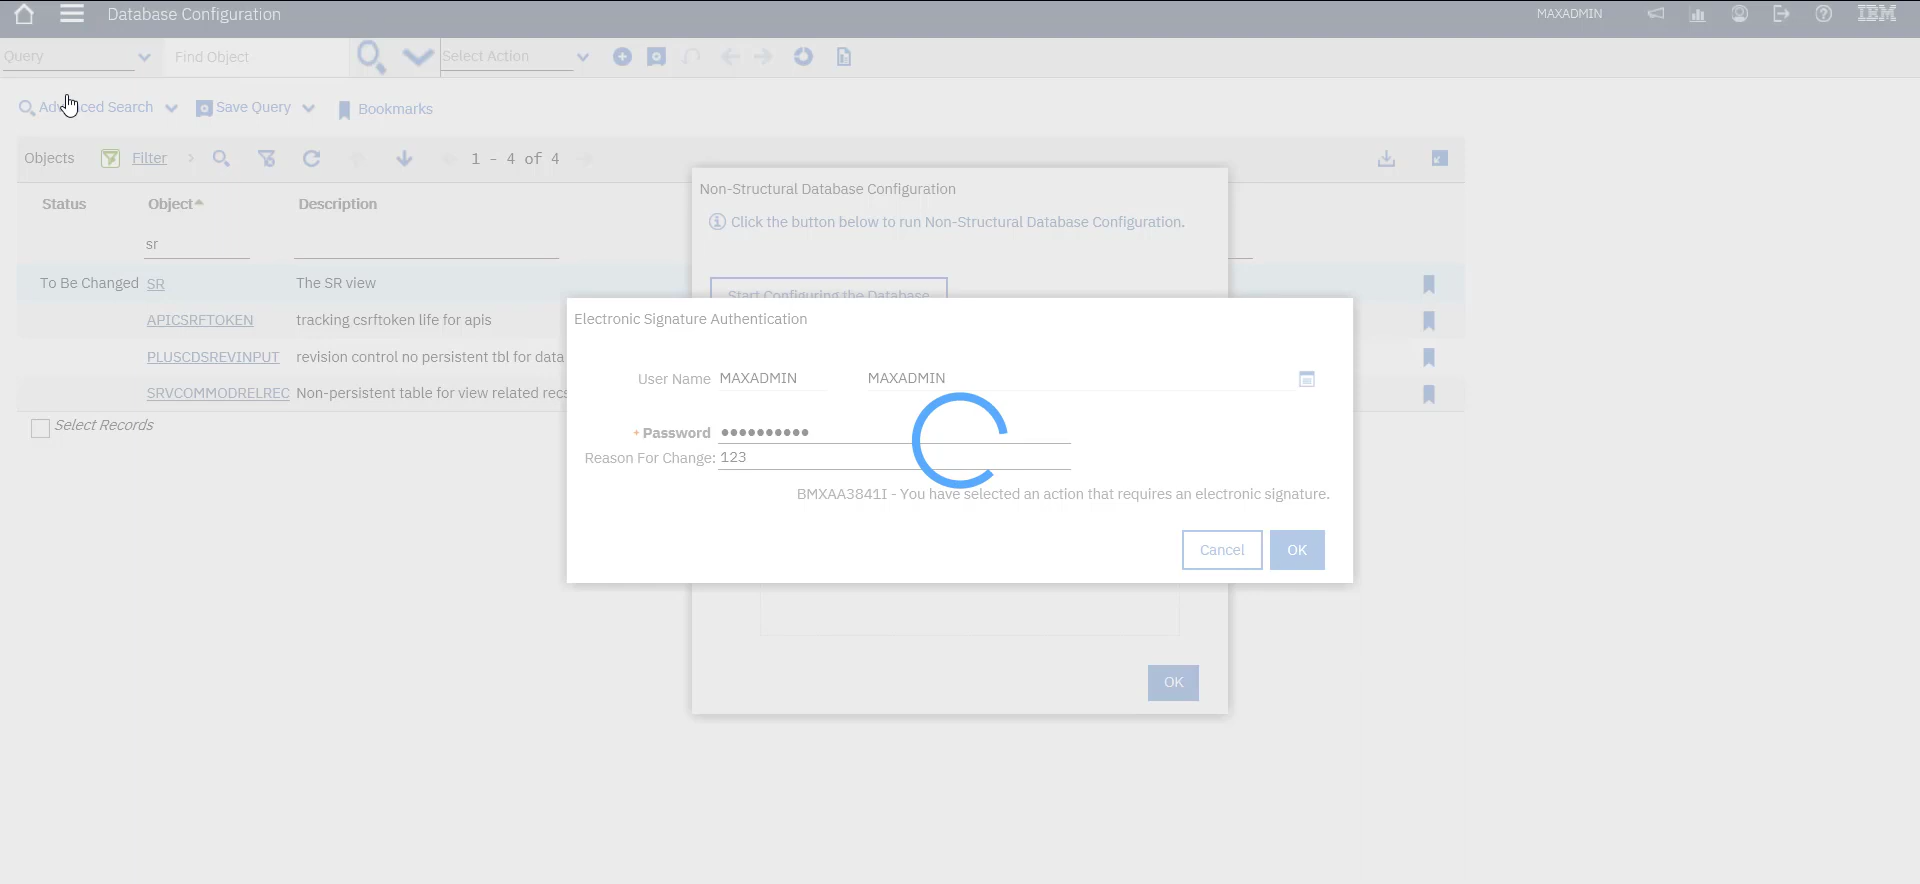 Database Configuration
MAXADMIN
IBM
Query
Find Object
Select Action
Search
Save Query
Bookmarks
Objects
Filter
1 - 4 of 4
Non-Structural Database Configuration
Click the button below to run Non-Structural Database Configuration.
Status
Object
Description
sr
To Be Changed
SR
The SR view
Start Configuring the Database
APICSRFTOKEN
tracking csrftoken life for apis
PLUSCDSREVINPUT
revision control no persistent tbl for data
SRVCOMMODRELREC
Non-persistent table for view related recs
Select Records
Electronic Signature Authentication
User Name
MAXADMIN
MAXADMIN
* Password
••••••••••
Reason For Change:
123
BMXAA3841I - You have selected an action that requires an electronic signature.
Cancel
OK
OK